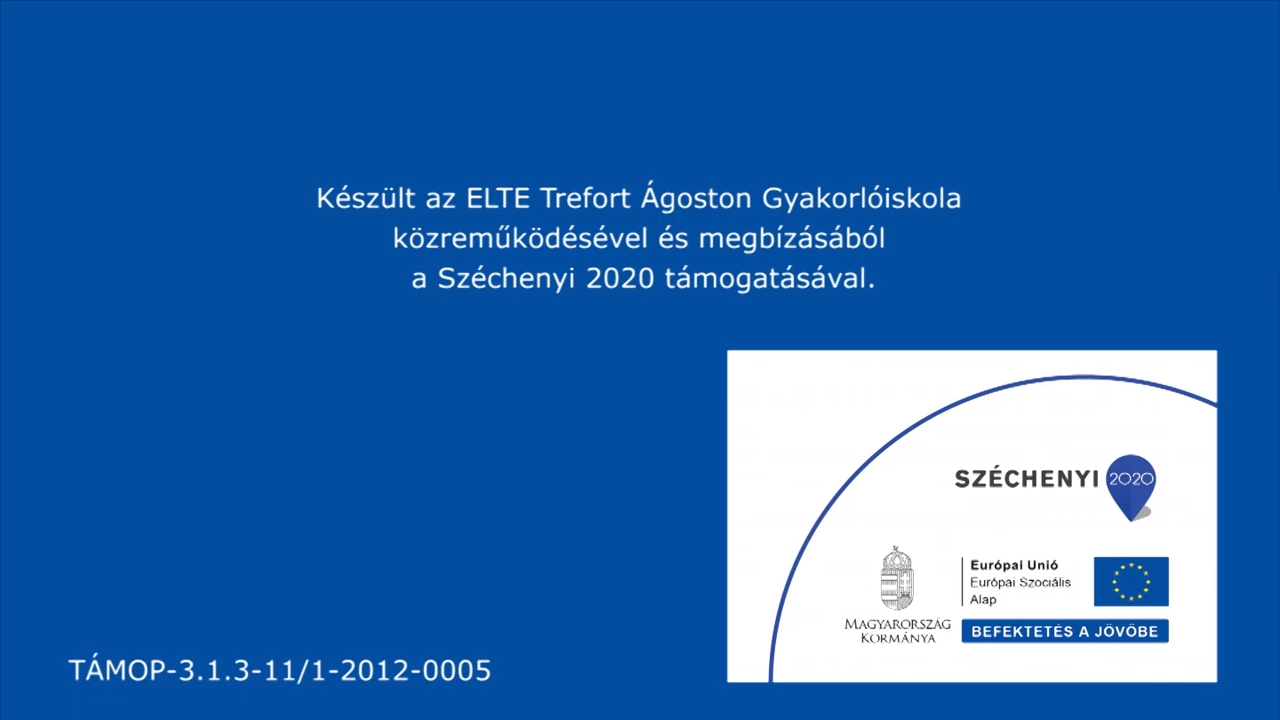 Készült az ELTE Trefort Ágoston Gyakorlóiskola
közreműködésével és megbízásából
a Széchenyi 2020 támogatásával.
SZÉCHENYI 2020
Európai Unió
Európai Szociális
Alap
MAGYARORSZÁG
KORMÁNYA
BEFEKTETÉS A JÖVŐBE
TÁMOP-3.1.3-11/1-2012-0005